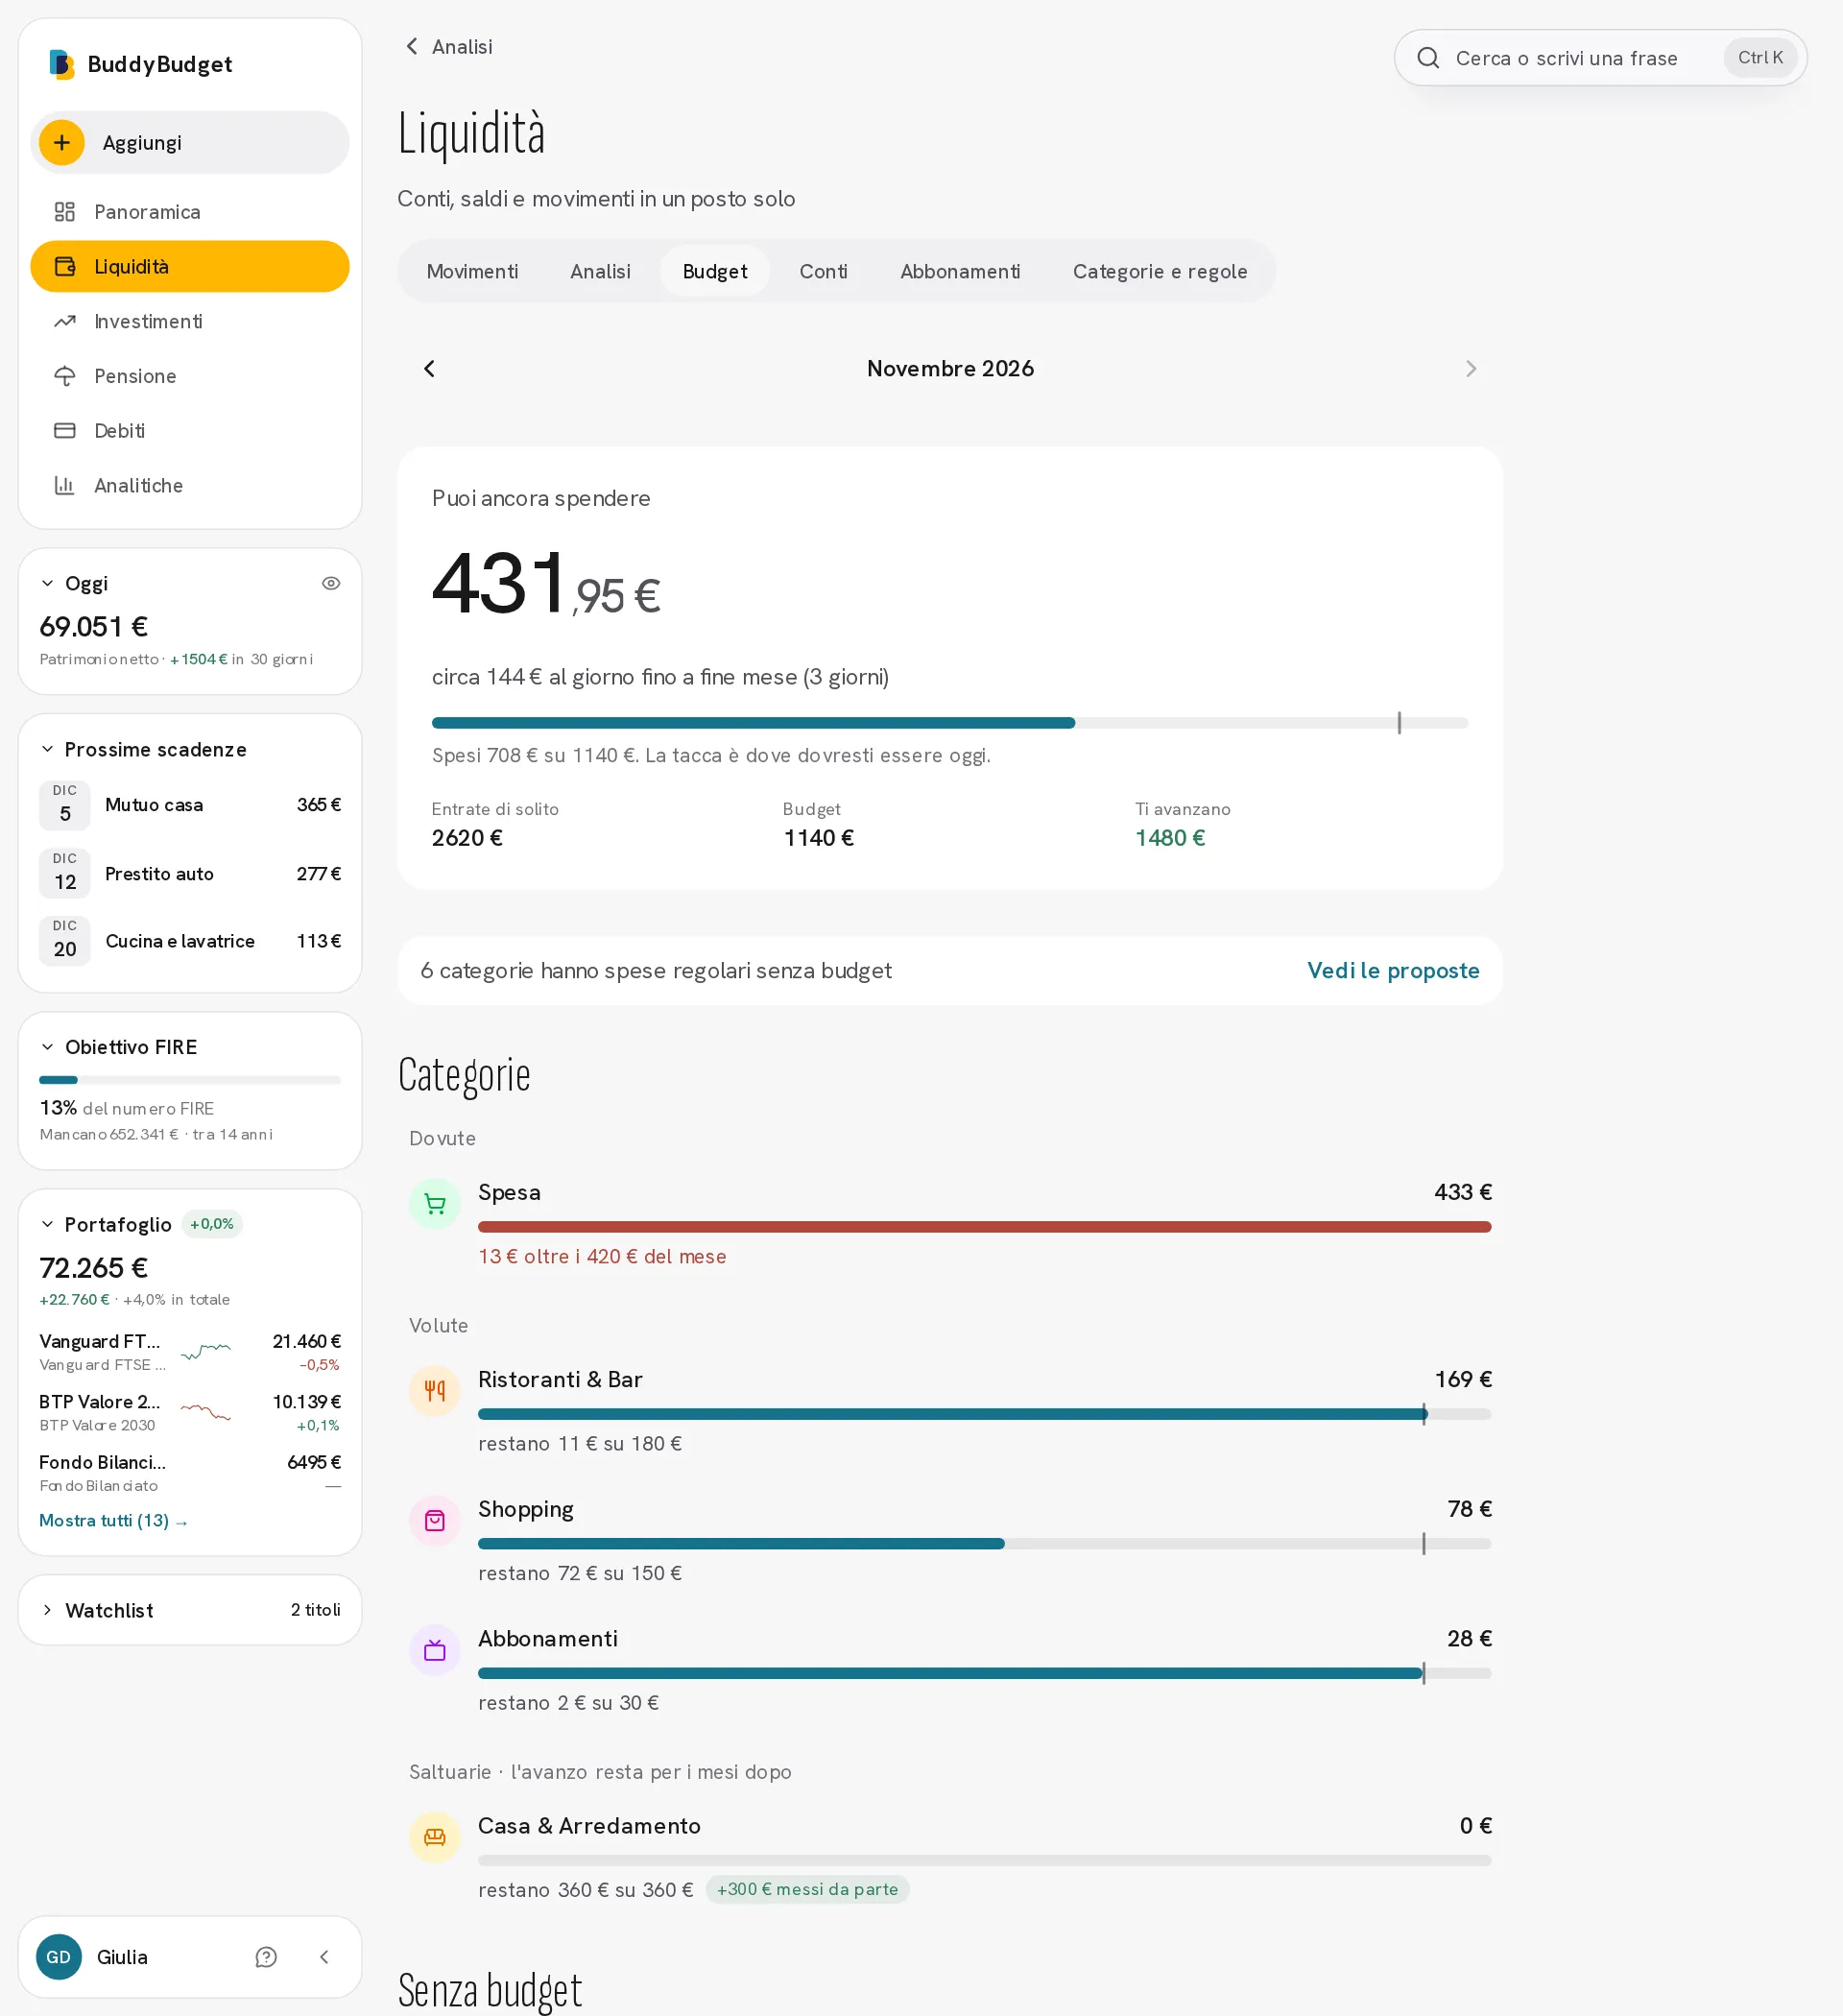 BuddyBudget
Aggiungi
Panoramica
Liquidità
Investimenti
Pensione
Debiti
Analitiche
Oggi
69.051 €
Patrimonio netto · +1504 € in 30 giorni
Prossime scadenze
DIC
5
Mutuo casa
365 €
DIC
12
Prestito auto
277 €
DIC
20
Cucina e lavatrice
113 €
Obiettivo FIRE
13% del numero FIRE
Mancano 652.341 € · tra 14 anni
Portafoglio +0,0%
72.265 €
+22.760 € · +4,0% in totale
Vanguard FT... 21.460 €
Vanguard FTSE ... -0,5%
BTP Valore 2... 10.139 €
BTP Valore 2030 +0,1%
Fondo Bilanci... 6495 €
Fondo Bilanciato —
Mostra tutti (13) →
Watchlist 2 titoli
GD Giulia
Analisi
Cerca o scrivi una frase Ctrl K
Liquidità
Conti, saldi e movimenti in un posto solo
Movimenti Analisi Budget Conti Abbonamenti Categorie e regole
Novembre 2026
Puoi ancora spendere
431,95 €
circa 144 € al giorno fino a fine mese (3 giorni)
Spesi 708 € su 1140 €. La tacca è dove dovresti essere oggi.
Entrate di solito Budget Ti avanzano
2620 € 1140 € 1480 €
6 categorie hanno spese regolari senza budget Vedi le proposte
Categorie
Dovute
Spesa 433 €
13 € oltre i 420 € del mese
Volute
Ristoranti & Bar 169 €
restano 11 € su 180 €
Shopping 78 €
restano 72 € su 150 €
Abbonamenti 28 €
restano 2 € su 30 €
Saltuarie · l'avanzo resta per i mesi dopo
Casa & Arredamento 0 €
restano 360 € su 360 € +300 € messi da parte
Senza budget